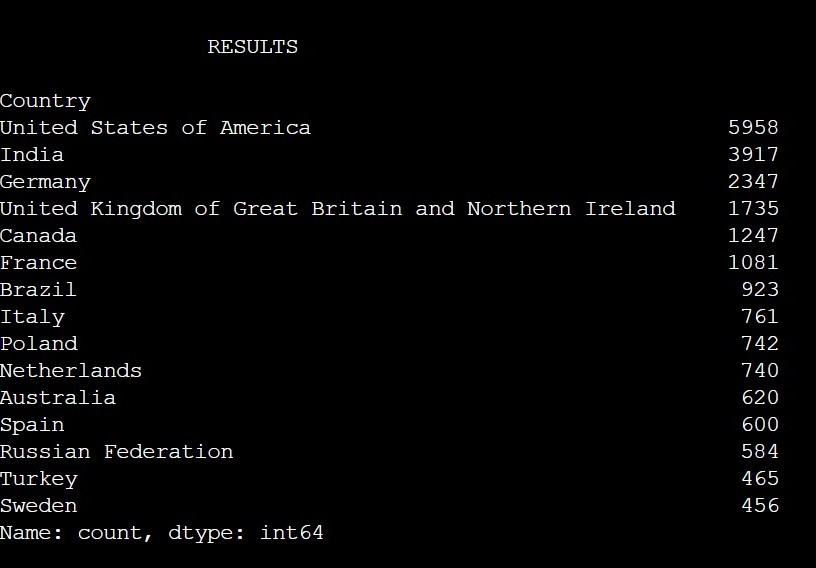 RESULTS
Country
United States of America 5958
India 3917
Germany 2347
United Kingdom of Great Britain and Northern Ireland 1735
Canada 1247
France 1081
Brazil 923
Italy 761
Poland 742
Netherlands 740
Australia 620
Spain 600
Russian Federation 584
Turkey 465
Sweden 456
Name: count, dtype: int64